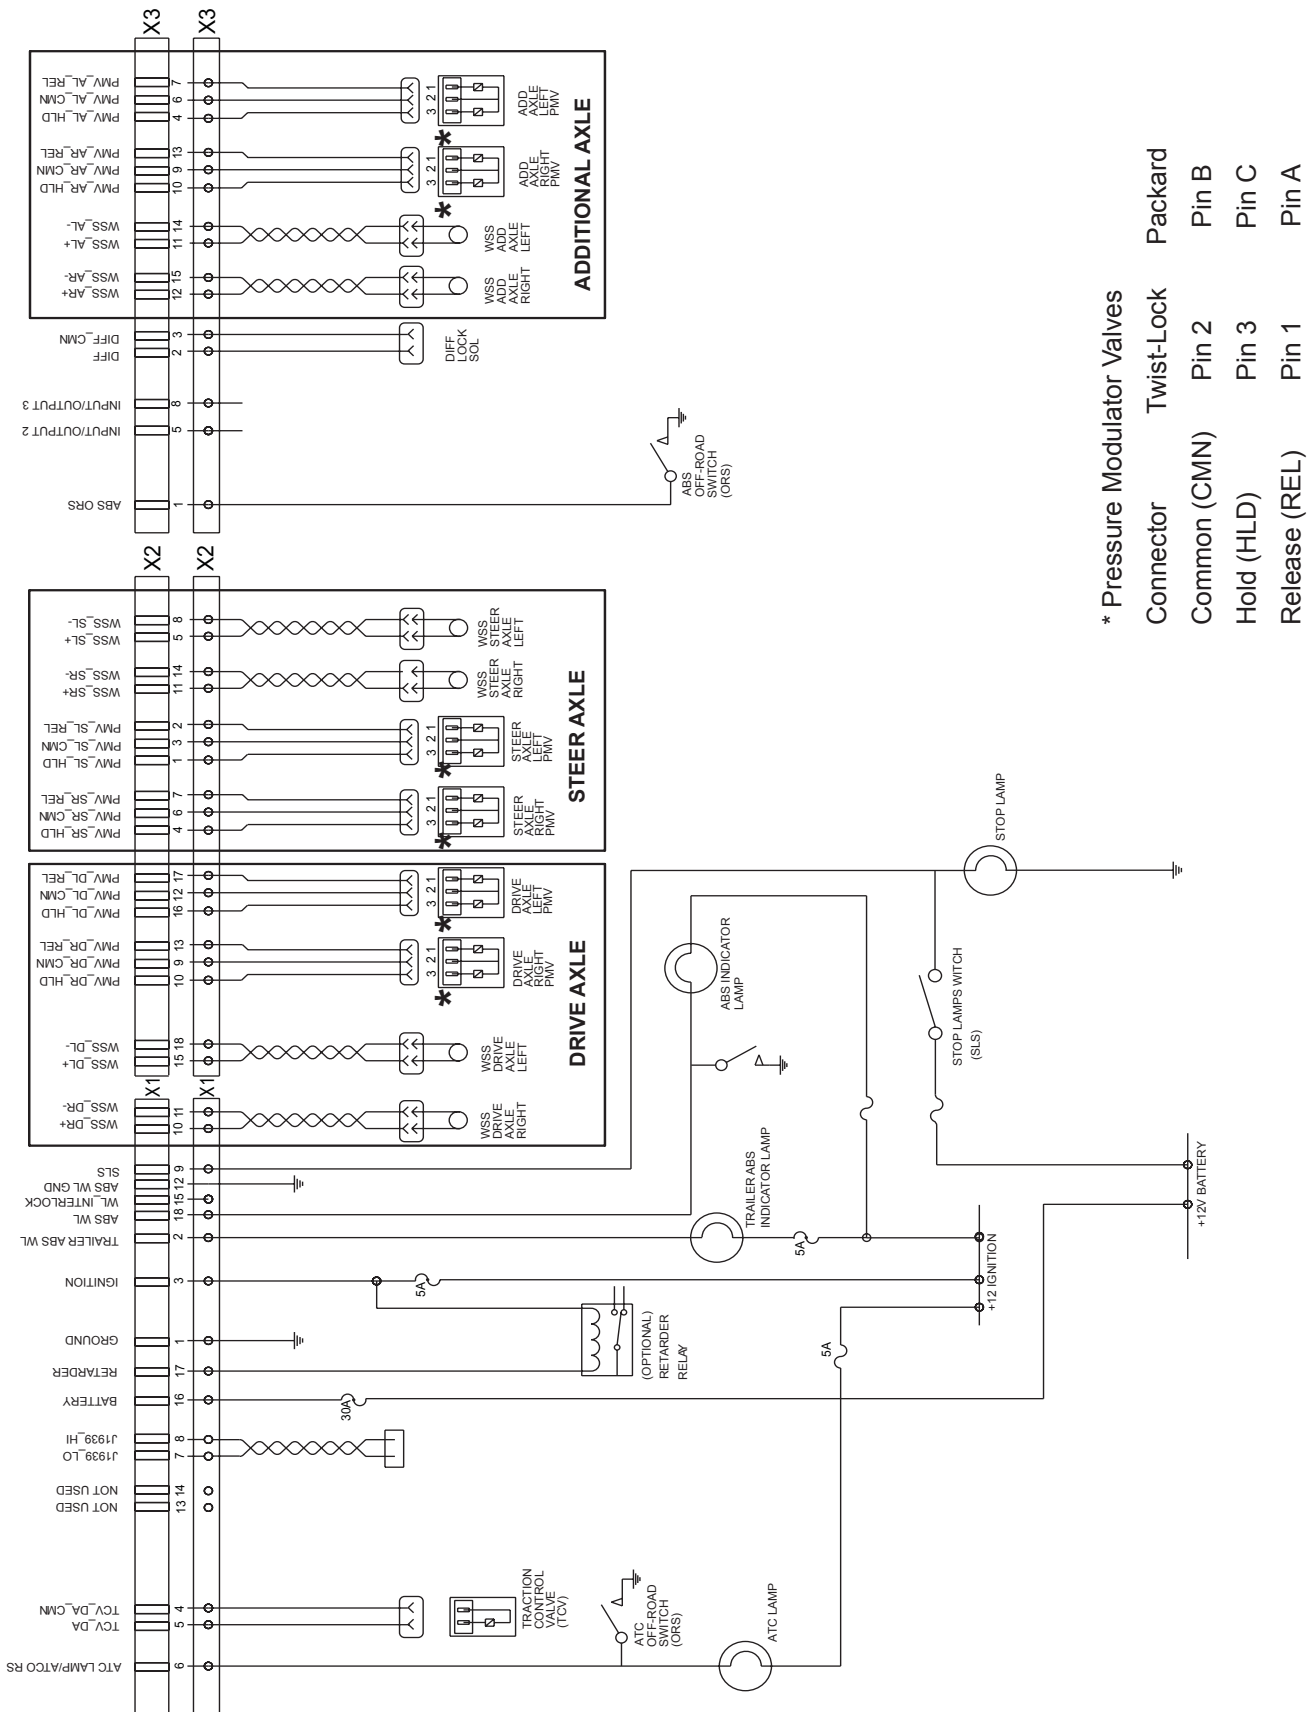 X3
X3
PMV_AL_REL
7
PMV_AL_CMN
6
PMV_AL_HLD
4
3 2 1
ADD
AXLE
LEFT
PMV
*
PMV_AR_REL
13
PMV_AR_CMN
9
PMV_AR_HLD
10
3 2 1
ADD
AXLE
RIGHT
PMV
*
WSS_AL-
14
WSS_AL+
11
WSS
ADD
AXLE
LEFT
WSS_AR-
15
WSS_AR+
12
WSS
ADD
AXLE
RIGHT
ADDITIONAL AXLE
DIFF_CMN
3
DIFF
2
DIFF
LOCK
SOL
INPUT/OUTPUT 3
8
INPUT/OUTPUT 2
5
ABS ORS
1
ABS
OFF-ROAD
SWITCH
(ORS)
X2
X2
WSS_SL-
8
WSS_SL+
5
WSS
STEER
AXLE
LEFT
WSS_SR-
14
WSS_SR+
11
WSS
STEER
AXLE
RIGHT
PMV_SL_REL
2
PMV_SL_CMN
3
PMV_SL_HLD
1
3 2 1
STEER
AXLE
LEFT
PMV
*
PMV_SR_REL
7
PMV_SR_CMN
6
PMV_SR_HLD
4
3 2 1
STEER
AXLE
RIGHT
PMV
*
STEER AXLE
PMV_DL_REL
17
PMV_DL_CMN
12
PMV_DL_HLD
16
3 2 1
DRIVE
AXLE
LEFT
PMV
*
PMV_DR_REL
13
PMV_DR_CMN
9
PMV_DR_HLD
10
3 2 1
DRIVE
AXLE
RIGHT
PMV
*
WSS_DL-
18
WSS_DL+
15
WSS
DRIVE
AXLE
LEFT
X1
X1
WSS_DR-
11
WSS_DR+
10
WSS
DRIVE
AXLE
RIGHT
DRIVE AXLE
SLS
9
ABS WL GND
12
WL_INTERLOCK
15
ABS WL
18
TRAILER ABS WL
2
IGNITION
3
GROUND
1
RETARDER
17
BATTERY
16
J1939_HI
8
J1939_LO
7
NOT USED
14
NOT USED
13
TCV_DA_CMN
4
TCV_DA
5
ATC LAMP/ATCO RS
6
STOP LAMP
ABS INDICATOR
LAMP
STOP LAMPS WITCH
(SLS)
TRAILER ABS
INDICATOR LAMP
5A
5A
+12 IGNITION
+12V BATTERY
(OPTIONAL)
RETARDER
RELAY
30A
5A
TRACTION
CONTROL
VALVE
(TCV)
ATC
OFF-ROAD
SWITCH
(ORS)
ATC LAMP
* Pressure Modulator Valves
Connector Twist-Lock Packard
Common (CMN) Pin 2 Pin B
Hold (HLD) Pin 3 Pin C
Release (REL) Pin 1 Pin A